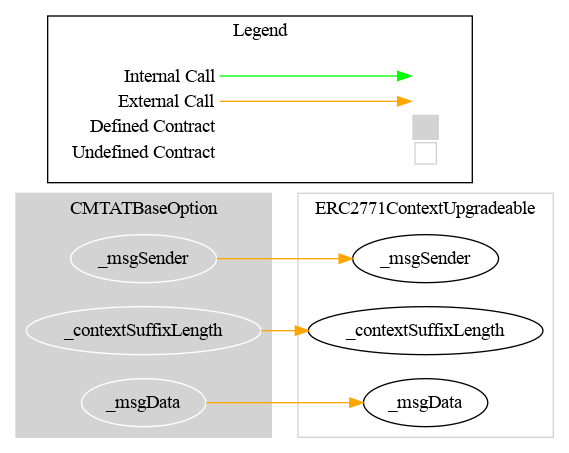 Legend
Internal Call
External Call
Defined Contract
Undefined Contract
CMTATBaseOption
ERC2771ContextUpgradeable
_msgSender
_msgSender
_contextSuffixLength
_contextSuffixLength
_msgData
_msgData